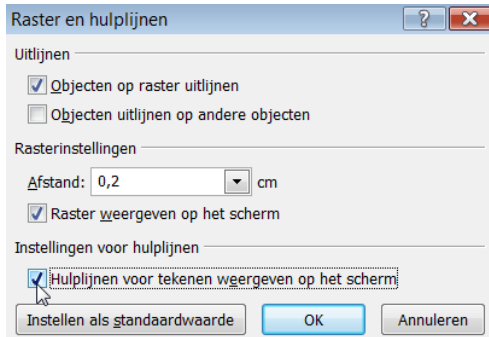 Raster en hulplijnen
Uitlijnen
Objecten op raster uitlijnen
Objecten uitlijnen op andere objecten
Rasterinstellingen
Afstand: 0,2 cm
Raster weergeven op het scherm
Instellingen voor hulplijnen
Hulplijnen voor tekenen weergeven op het scherm
Instellen als standaardwaarde OK Annuleren